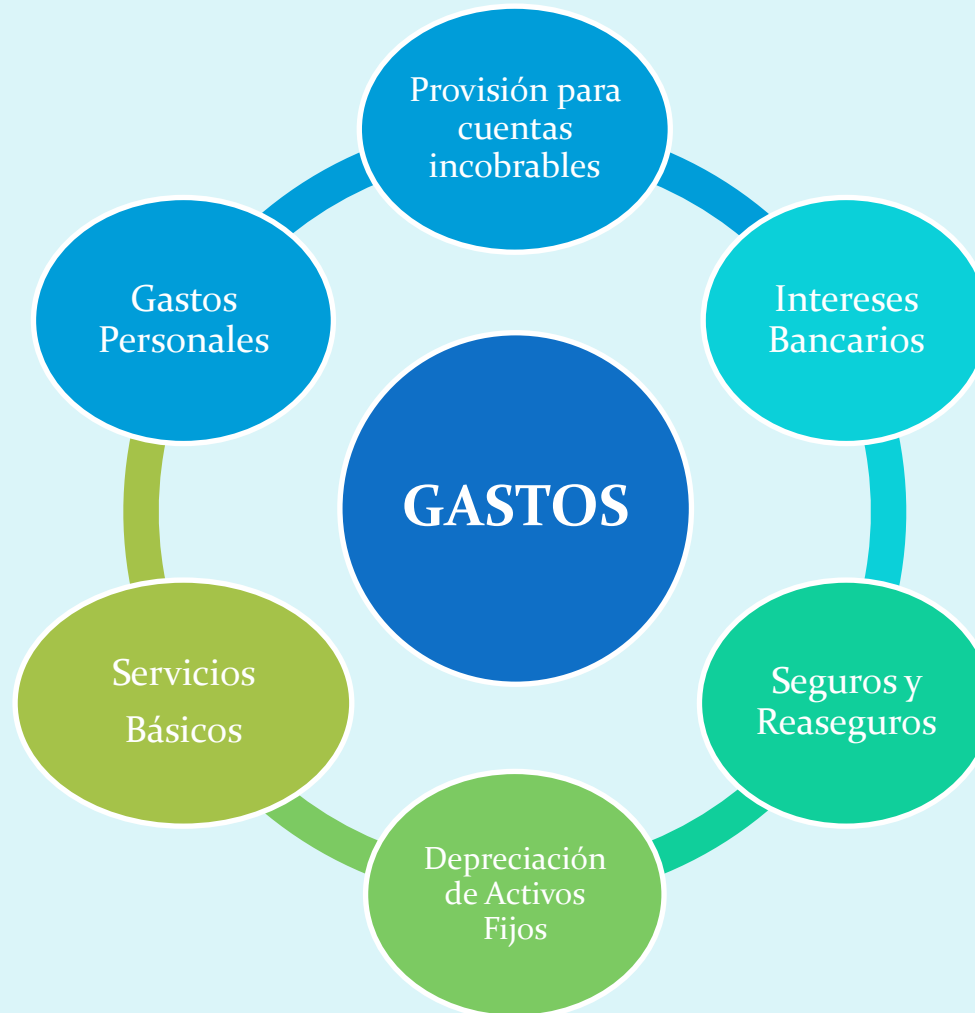 Provisión para
cuentas
incobrables
Gastos
Personales
Intereses
Bancarios
GASTOS
Servicios
Básicos
Seguros y
Reaseguros
Depreciación
de Activos
Fijos